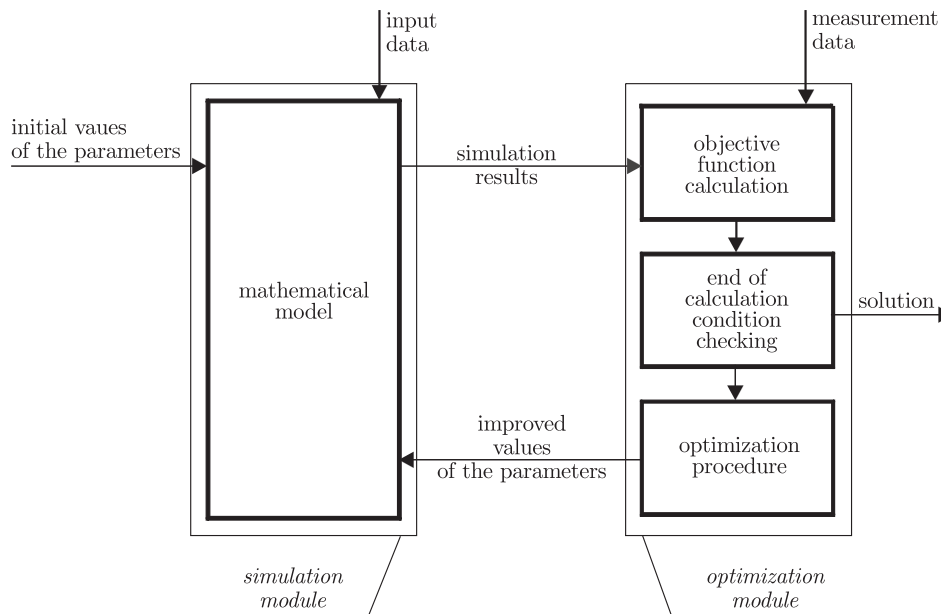 input
data
measurement
data
initial vaues
of the parameters
simulation
results
objective
function
calculation
mathematical
model
end of
calculation
condition
checking
solution
improved
values
of the parameters
optimization
procedure
simulation
module
optimization
module